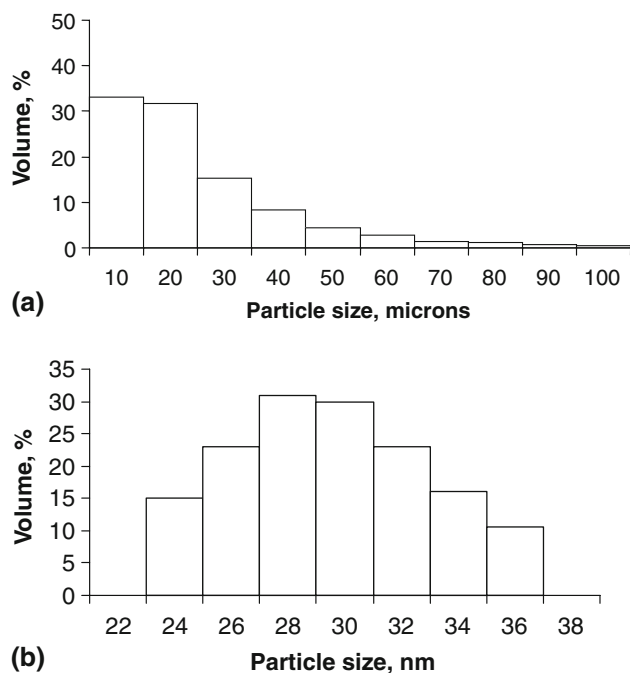 50
40
30
20
10
0
Volume, %
10 20 30 40 50 60 70 80 90 100
(a)
Particle size, microns
35
30
25
20
15
10
5
0
Volume, %
22 24 26 28 30 32 34 36 38
(b)
Particle size, nm